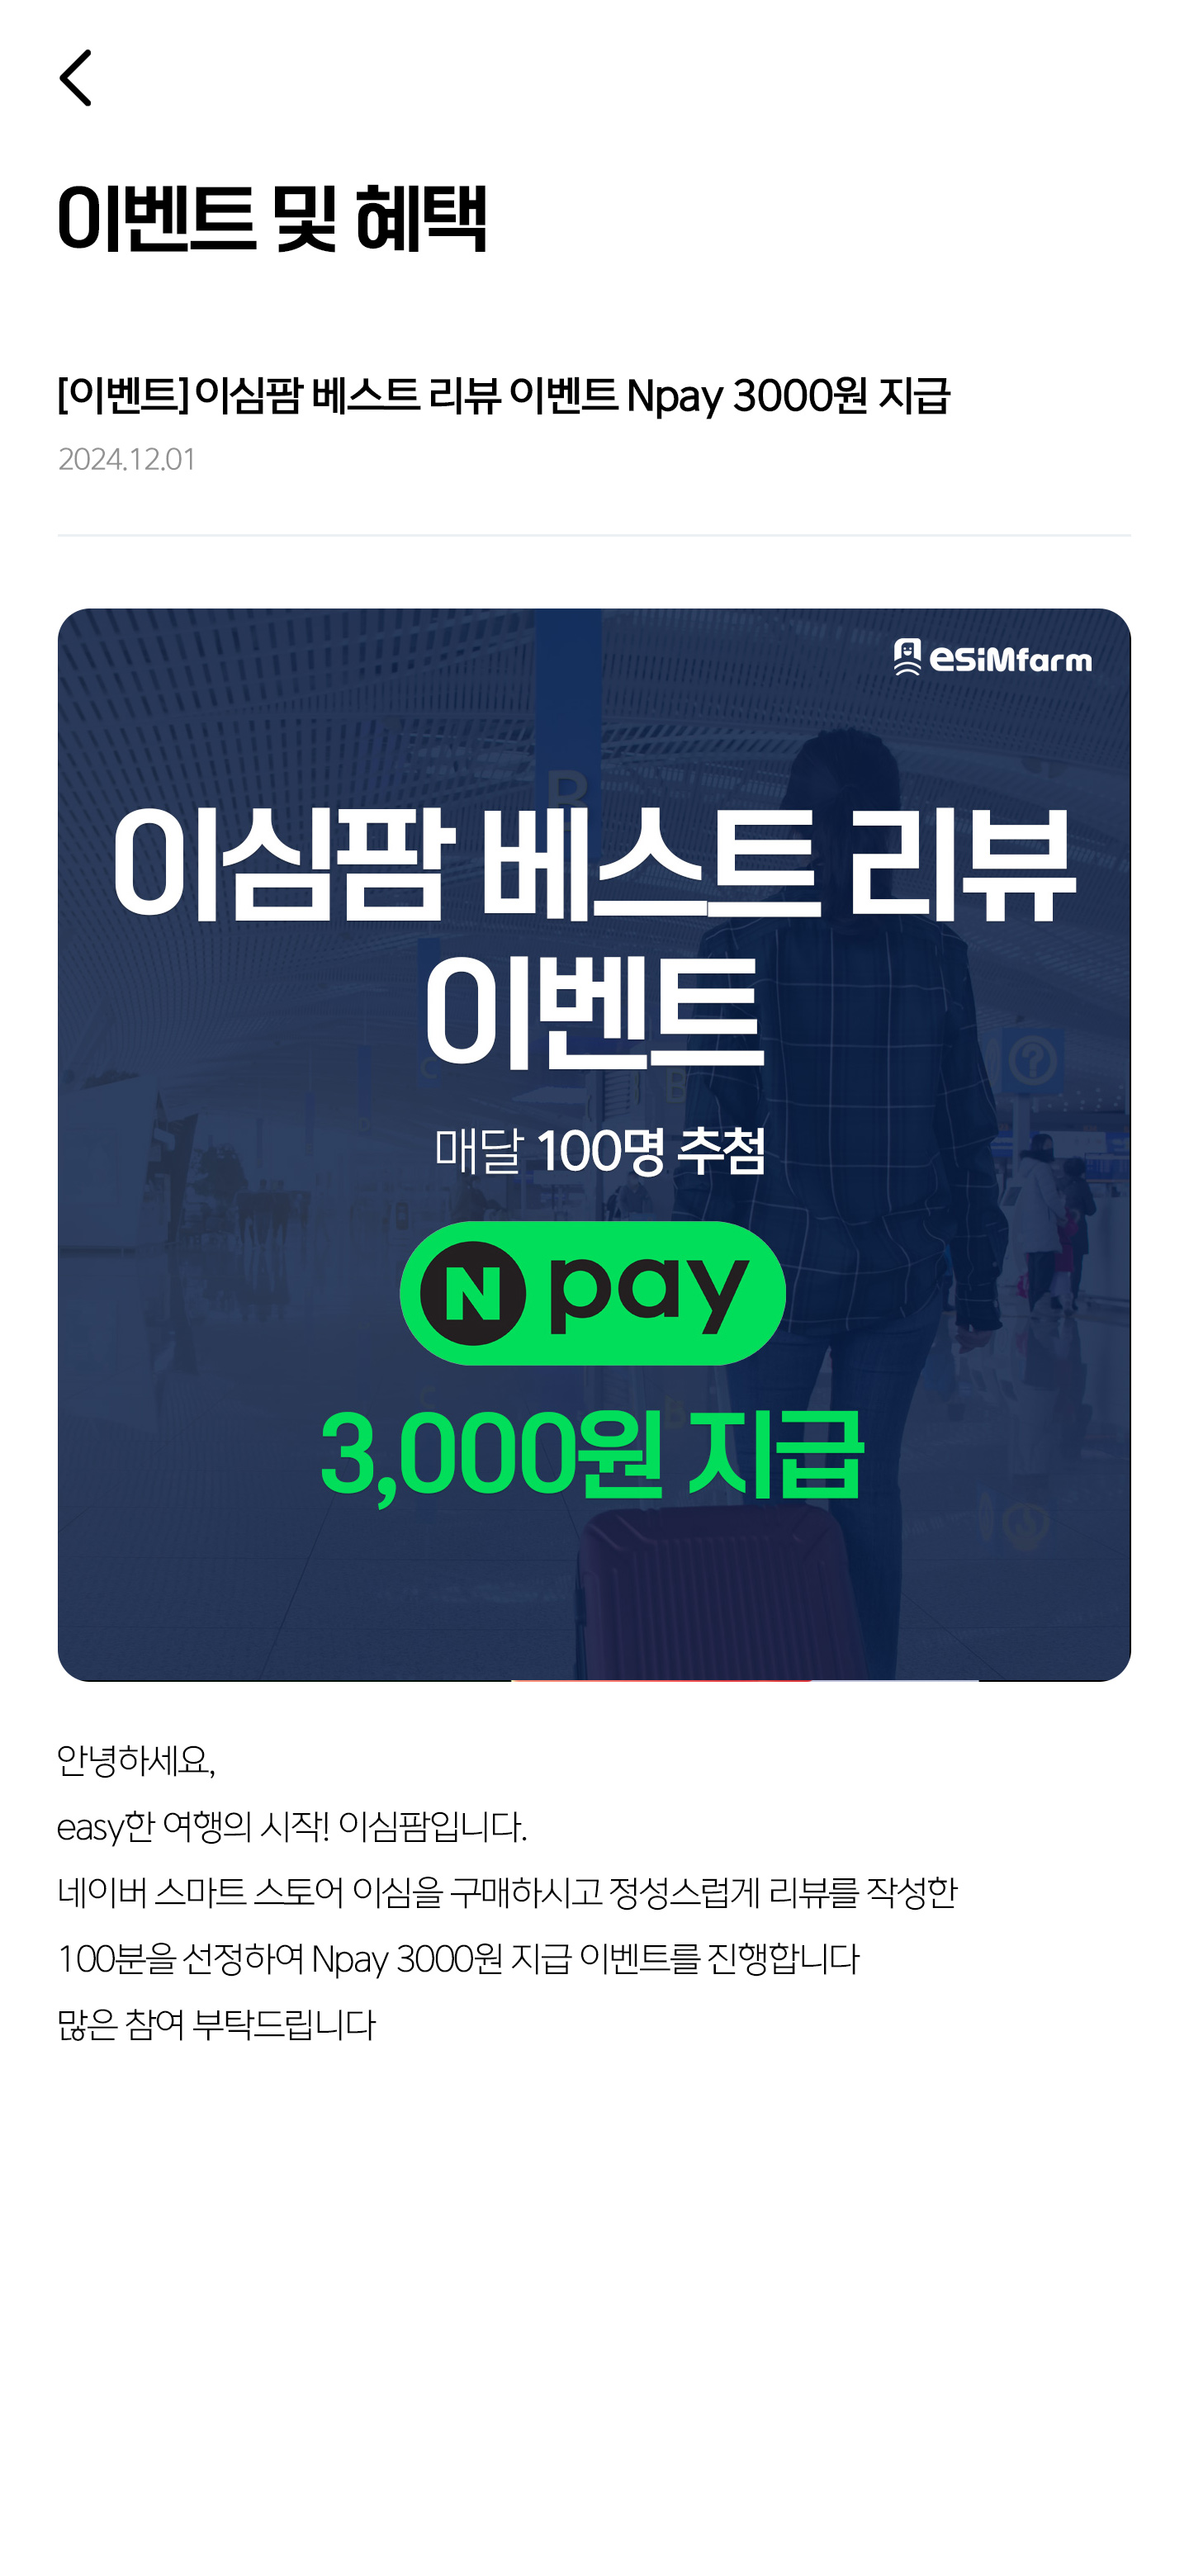 이벤트 및 혜택
[이벤트] 이심팜 베스트 리뷰 이벤트 Npay 3000원 지급
2024.12.01
eSiMfarm
B
이심팜 베스트 리뷰
이벤트
C
B
?
매달 100명 추첨
N pay
3,000원 지급
안녕하세요,
easy한 여행의 시작! 이심팜입니다.
네이버 스마트 스토어 이심을 구매하시고 정성스럽게 리뷰를 작성한
100분을 선정하여 Npay 3000원 지급 이벤트를 진행합니다
많은 참여 부탁드립니다